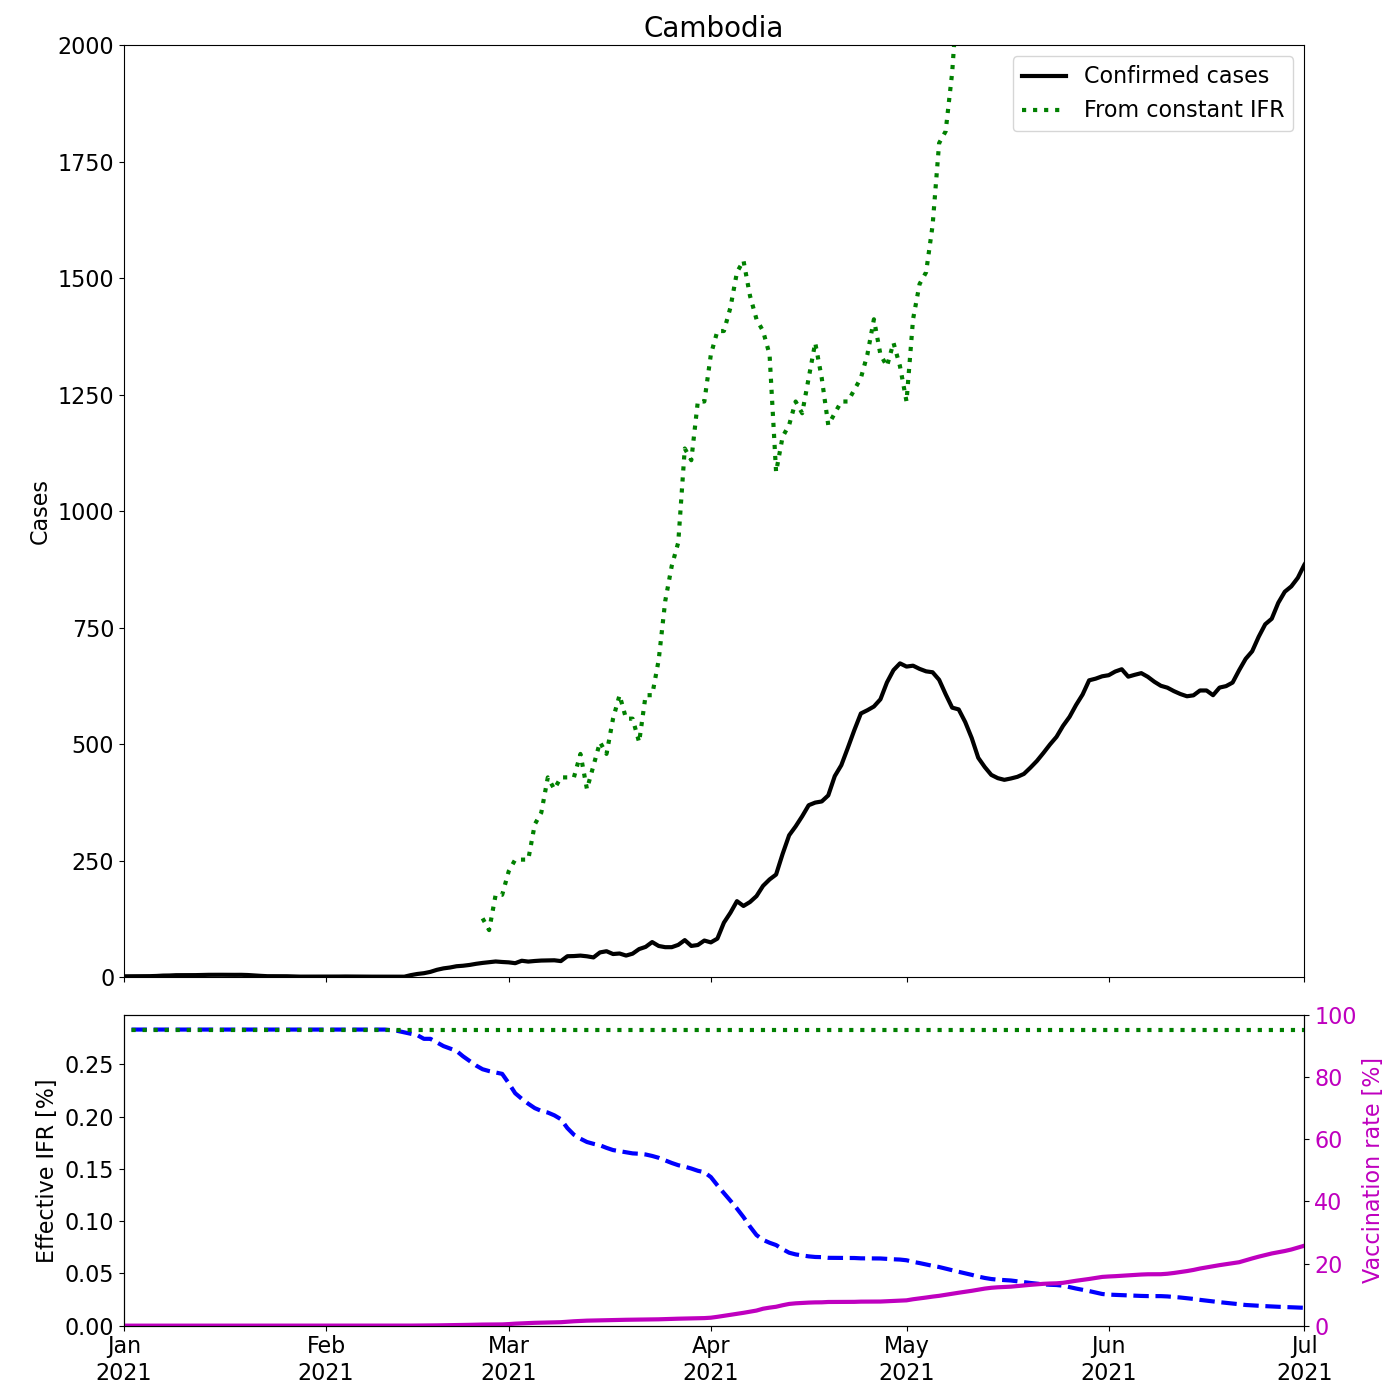 Cambodia
2000
1750
1500
1250
1000
750
500
250
0
Cases
Confirmed cases
From constant IFR
0.25
0.20
0.15
0.10
0.05
0.00
Effective IFR [%]
100
80
60
40
20
0
Vaccination rate [%]
Jan Feb Mar Apr May Jun Jul
2021 2021 2021 2021 2021 2021 2021